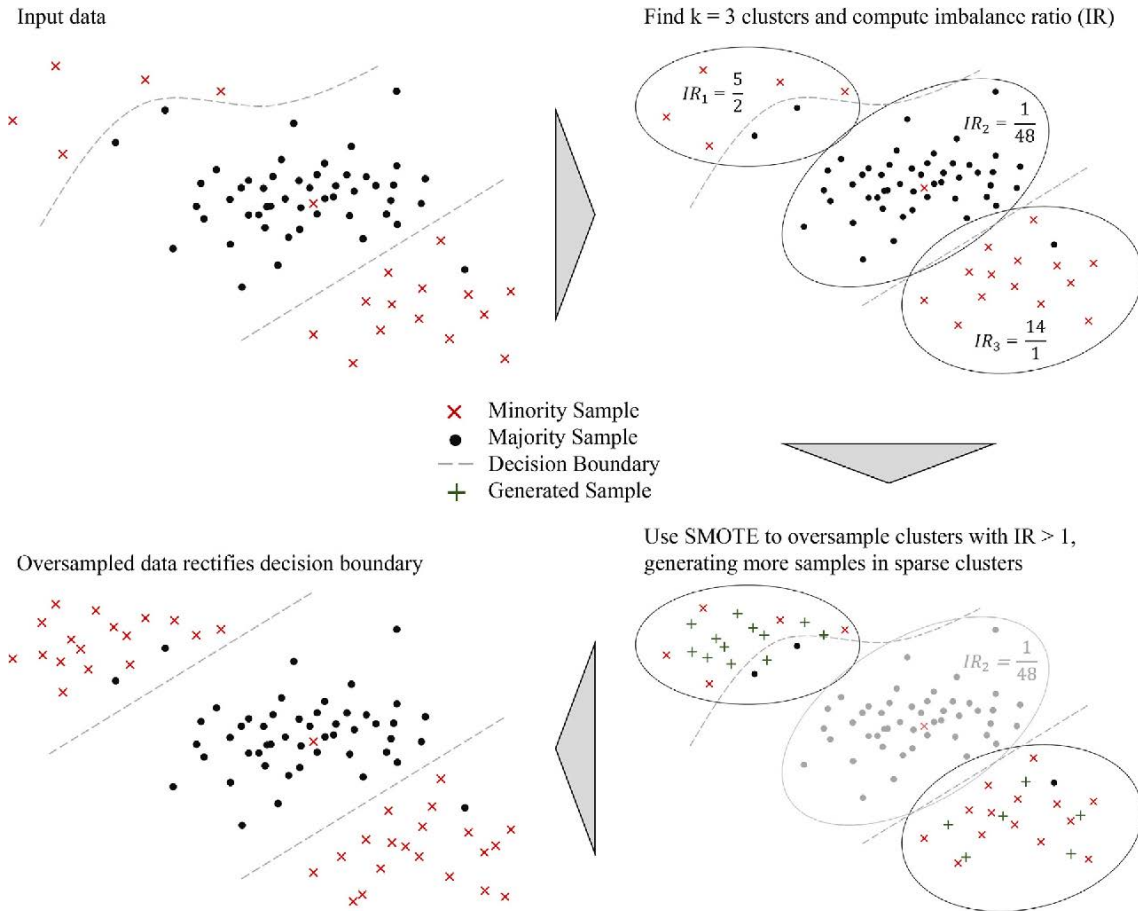 Input data
Find k = 3 clusters and compute imbalance ratio (IR)
IR₁ = 5/2
IR₂ = 1/48
IR₃ = 14/1
Minority Sample
Majority Sample
Decision Boundary
Generated Sample
Oversampled data rectifies decision boundary
Use SMOTE to oversample clusters with IR > 1,
generating more samples in sparse clusters
IR₂ = 1/48